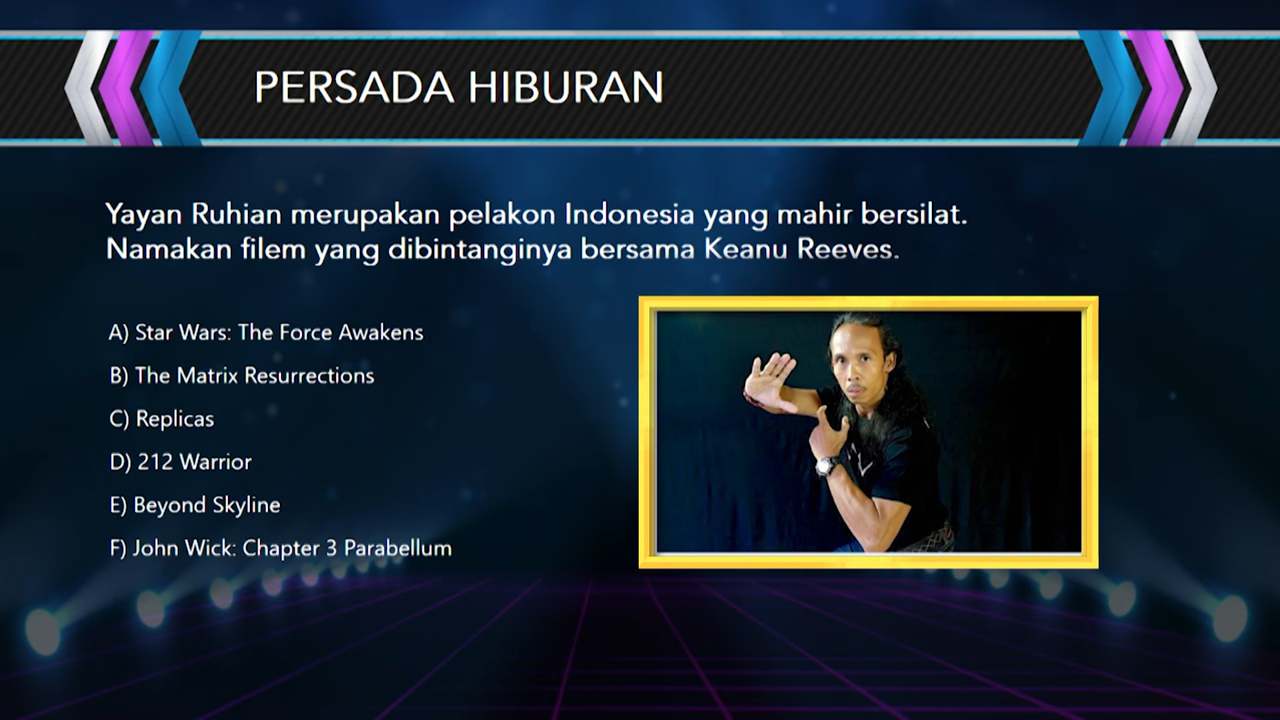 PERSADA HIBURAN
Yayan Ruhian merupakan pelakon Indonesia yang mahir bersilat.
Namakan filem yang dibintanginya bersama Keanu Reeves.
A) Star Wars: The Force Awakens
B) The Matrix Resurrections
C) Replicas
D) 212 Warrior
E) Beyond Skyline
F) John Wick: Chapter 3 Parabellum